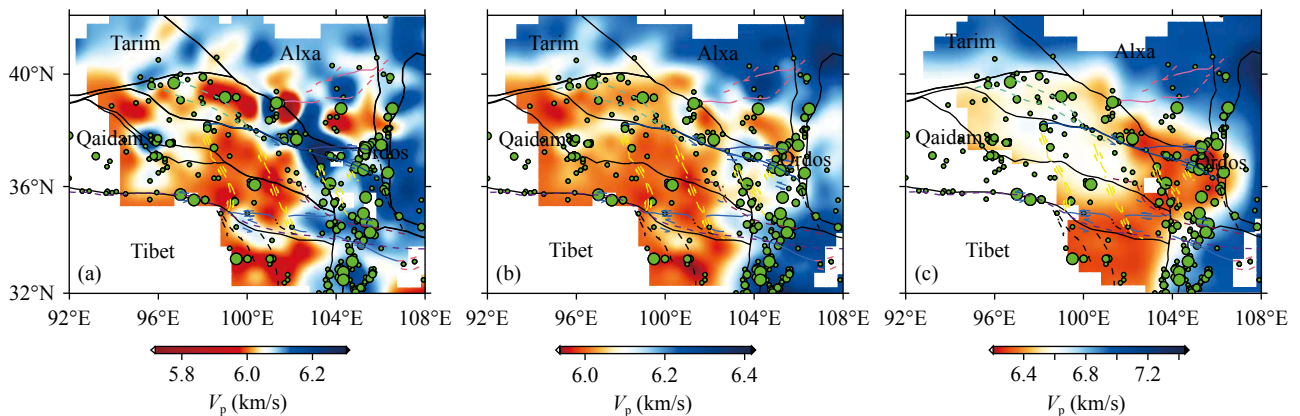 Tarim Alxa
Tarim Alxa
Tarim Alxa
40°N
36°N
32°N
Qaidam
Ordos
Qaidam
Ordos
Qaidam
Ordos
Tibet
Tibet
Tibet
(a)
(b)
(c)
92°E 96°E 100°E 104°E 108°E
92°E 96°E 100°E 104°E 108°E
92°E 96°E 100°E 104°E 108°E
5.8 6.0 6.2
6.0 6.2 6.4
6.4 6.8 7.2
Vp (km/s)
Vp (km/s)
Vp (km/s)